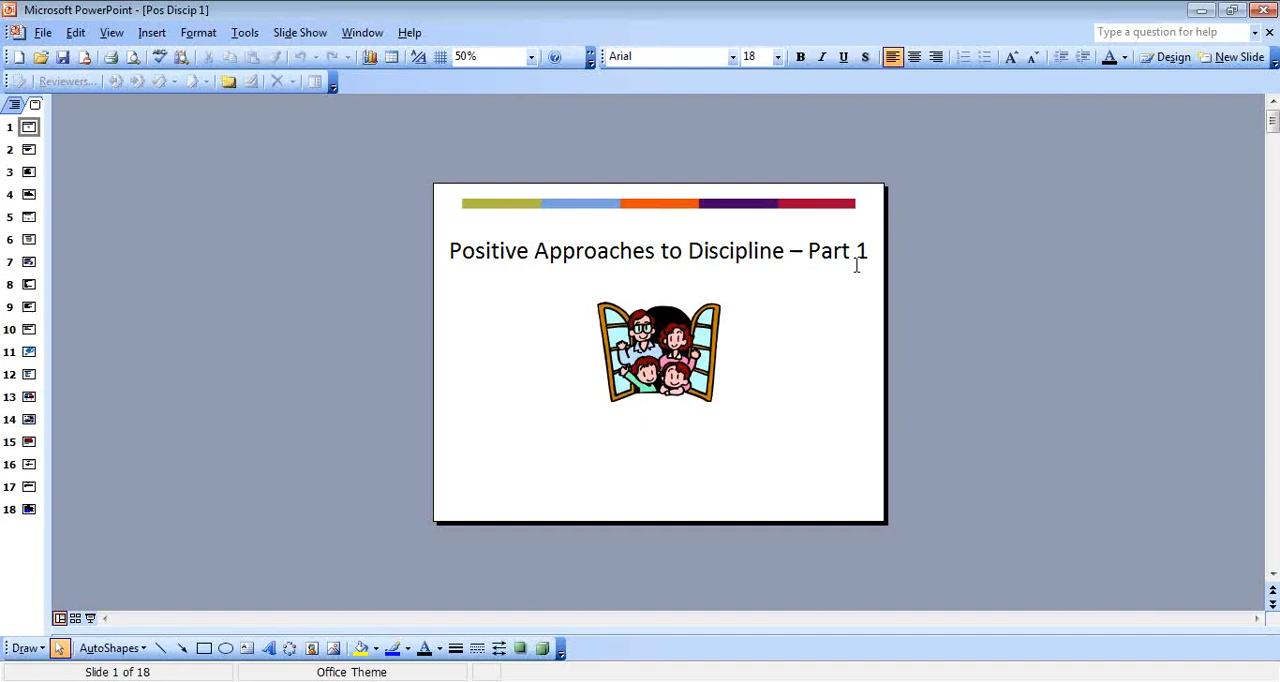 Microsoft PowerPoint - [Pos Discip 1]
File Edit View Insert Format Tools Slide Show Window Help
Type a question for help
50% Arial 18 B I U S A Design New Slide
Reviewers...
1
2
3
4
5
6
7
8
9
10
11
12
13
14
15
16
17
18
Positive Approaches to Discipline – Part 1
Draw AutoShapes A
Slide 1 of 18 Office Theme